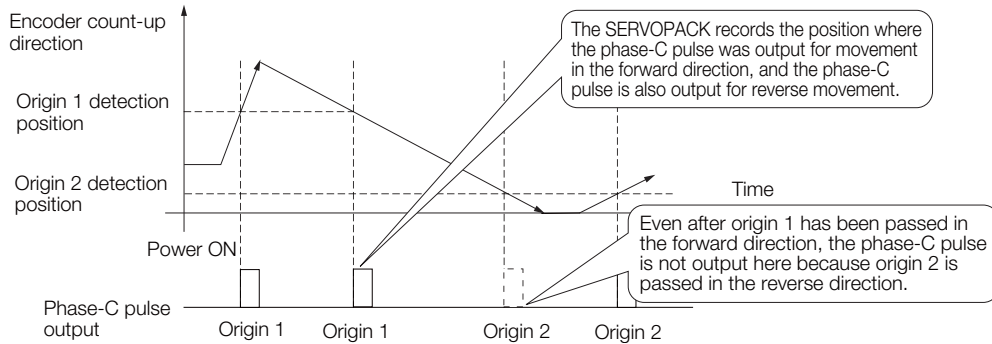 Encoder count-up
direction
The SERVOPACK records the position where
the phase-C pulse was output for movement
in the forward direction, and the phase-C
pulse is also output for reverse movement.
Origin 1 detection
position
Origin 2 detection
position
Time
Power ON
Even after origin 1 has been passed in
the forward direction, the phase-C pulse
is not output here because origin 2 is
passed in the reverse direction.
Phase-C pulse
output
Origin 1
Origin 1
Origin 2
Origin 2